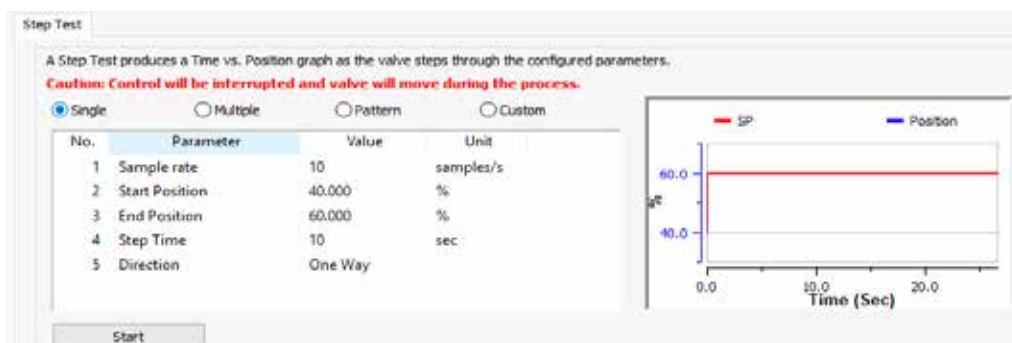 Step Test
A Step Test produces a Time vs. Position graph as the valve steps through the configured parameters.
Caution: Control will be interrupted and valve will move during the process.
Single Multiple Pattern Custom
No. Parameter Value Unit
1 Sample rate 10 samples/s
2 Start Position 40.000 %
3 End Position 60.000 %
4 Step Time 10 sec
5 Direction One Way
Start
SP Position
60.0
%
40.0
0.0 10.0 20.0
Time (Sec)